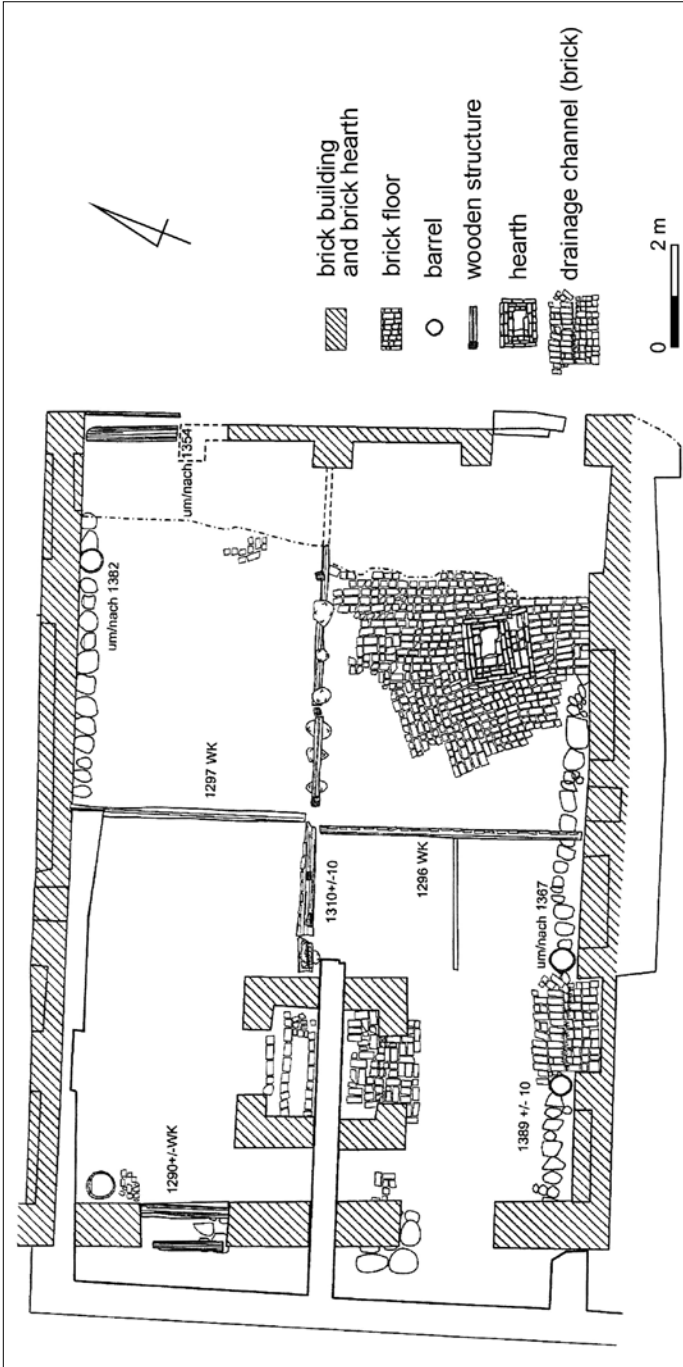 um/nach 1354
um/nach 1382
1297 WK
1310+/-10
1296 WK
um/nach 1367
1389 +/- 10
1290+/-WK
brick building
and brick hearth
brick floor
barrel
wooden structure
hearth
drainage channel (brick)
0 2 m